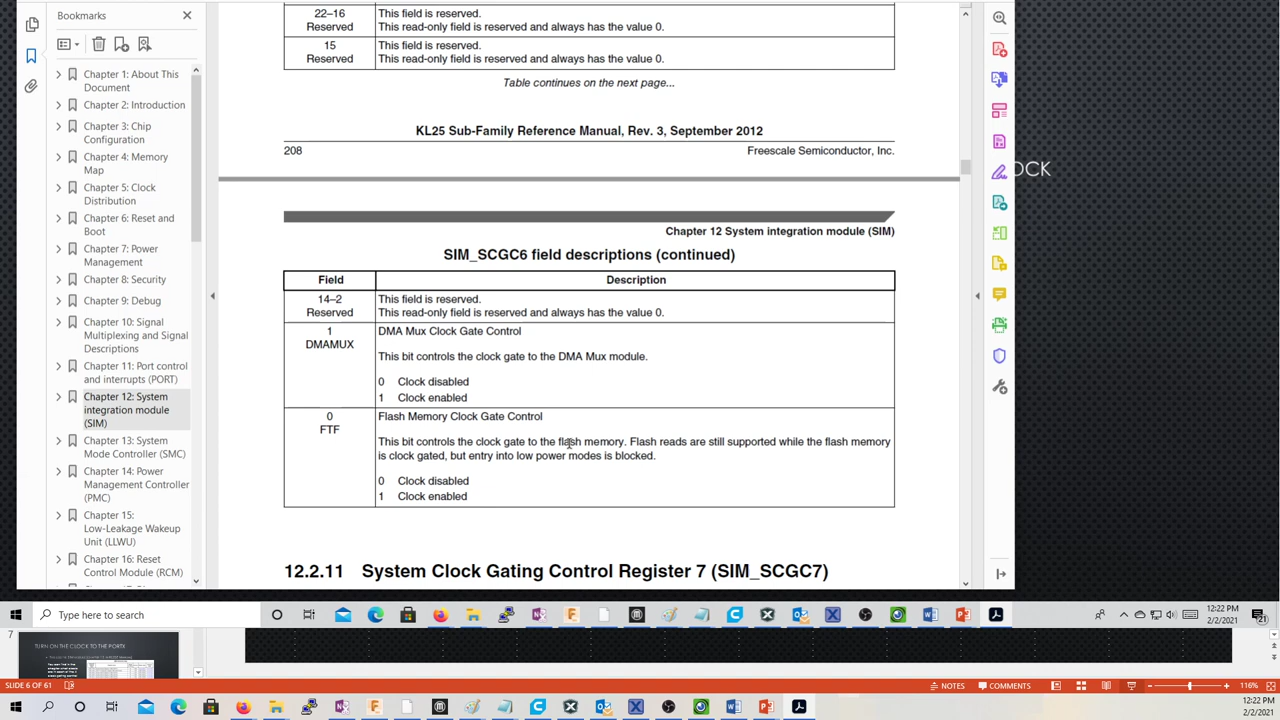 Bookmarks
Chapter 1: About This
Document
Chapter 2: Introduction
Chapter 3: Chip
Configuration
Chapter 4: Memory
Map
Chapter 5: Clock
Distribution
Chapter 6: Reset and
Boot
Chapter 7: Power
Management
Chapter 8: Security
Chapter 9: Debug
Chapter 10: Signal
Multiplexing and Signal
Descriptions
Chapter 11: Port control
and interrupts (PORT)
Chapter 12: System
integration module
(SIM)
Chapter 13: System
Mode Controller (SMC)
Chapter 14: Power
Management Controller
(PMC)
Chapter 15:
Low-Leakage Wakeup
Unit (LLWU)
Chapter 16: Reset
Control Module (RCM)
22–16 This field is reserved.
Reserved This read-only field is reserved and always has the value 0.
15 This field is reserved.
Reserved This read-only field is reserved and always has the value 0.
Table continues on the next page...
KL25 Sub-Family Reference Manual, Rev. 3, September 2012
208 Freescale Semiconductor, Inc.
Chapter 12 System integration module (SIM)
SIM_SCGC6 field descriptions (continued)
Field Description
14–2 This field is reserved.
Reserved This read-only field is reserved and always has the value 0.
1 DMA Mux Clock Gate Control
DMAMUX
This bit controls the clock gate to the DMA Mux module.
0 Clock disabled
1 Clock enabled
0 Flash Memory Clock Gate Control
FTF
This bit controls the clock gate to the flash memory. Flash reads are still supported while the flash memory
is clock gated, but entry into low power modes is blocked.
0 Clock disabled
1 Clock enabled
12.2.11 System Clock Gating Control Register 7 (SIM_SCGC7)
OCK
Type here to search
12:22 PM
2/2/2021
21
7
TURN ON THE CLOCK TO THE PORTX
SLIDE 6 OF 61
NOTES
COMMENTS
116%
12:22 PM
2/2/2021